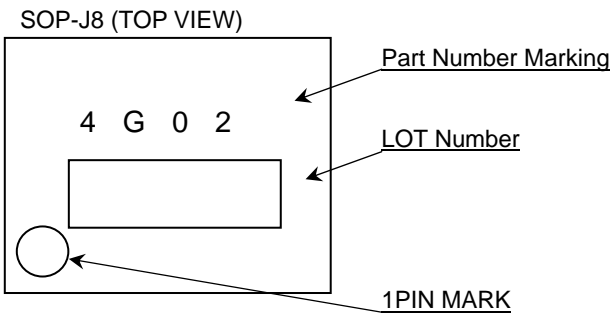 SOP-J8 (TOP VIEW)
Part Number Marking
4 G 0 2
LOT Number
1PIN MARK